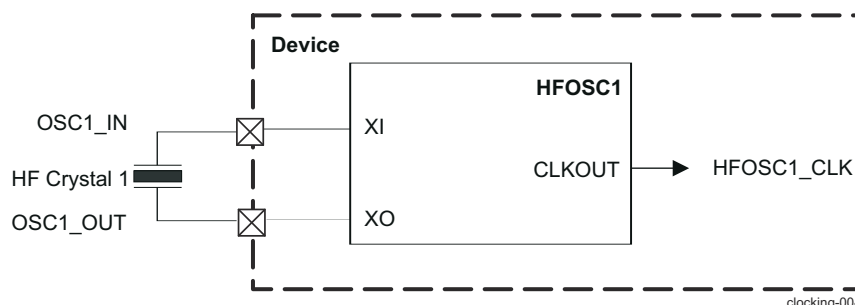 Device
HFOSC1
OSC1_IN
XI
HF Crystal 1
CLKOUT
HFOSC1_CLK
OSC1_OUT
XO